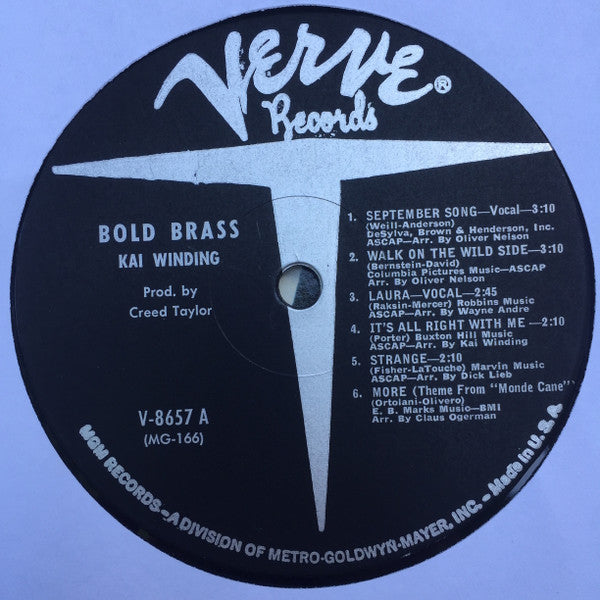 VERVE ®
Records
BOLD BRASS
KAI WINDING
Prod. by
Creed Taylor
V-8657 A
(MG-166)
1. SEPTEMBER SONG—Vocal—3:10
(Weill-Anderson)
DeSylva, Brown & Henderson, Inc.
ASCAP—Arr. By Oliver Nelson
2. WALK ON THE WILD SIDE—3:10
(Bernstein-David)
Columbia Pictures Music—ASCAP
Arr. By Oliver Nelson
3. LAURA—VOCAL—2:45
(Raksin-Mercer) Robbins Music
ASCAP—Arr. by Wayne Andre
4. IT'S ALL RIGHT WITH ME—2:10
(Porter) Buxton Hill Music
ASCAP—Arr. By Kai Winding
5. STRANGE—2:10
(Fisher-LaTouche) Marvin Music
ASCAP—Arr. By Dick Lieb
6. MORE (Theme From "Monde Cane")
(Ortolani-Olivero)
E. B. Marks Music—BMI
Arr. By Claus Ogerman
MGM RECORDS—A DIVISION OF METRO-GOLDWYN-MAYER, INC. – Made in U.S.A.